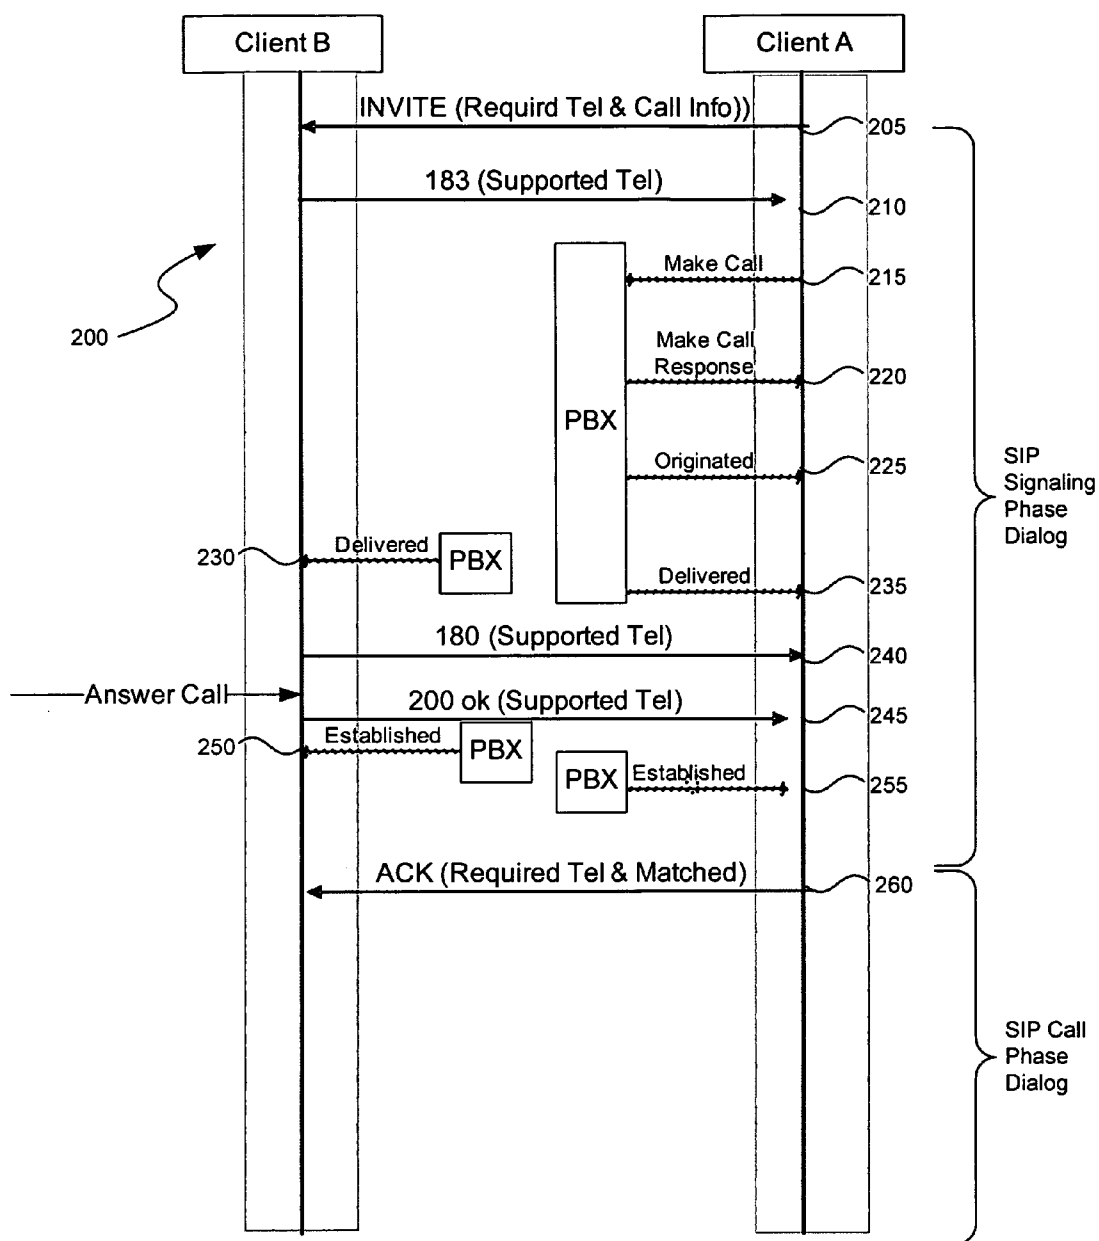 Client B
Client A
INVITE (Requird Tel & Call Info))
205
183 (Supported Tel)
210
Make Call
215
200
Make Call
Response
220
PBX
Originated
225
SIP
Signaling
Phase
Dialog
230
Delivered
PBX
Delivered
235
180 (Supported Tel)
240
Answer Call
200 ok (Supported Tel)
245
250
Established
PBX
PBX
Established
255
ACK (Required Tel & Matched)
260
SIP Call
Phase
Dialog